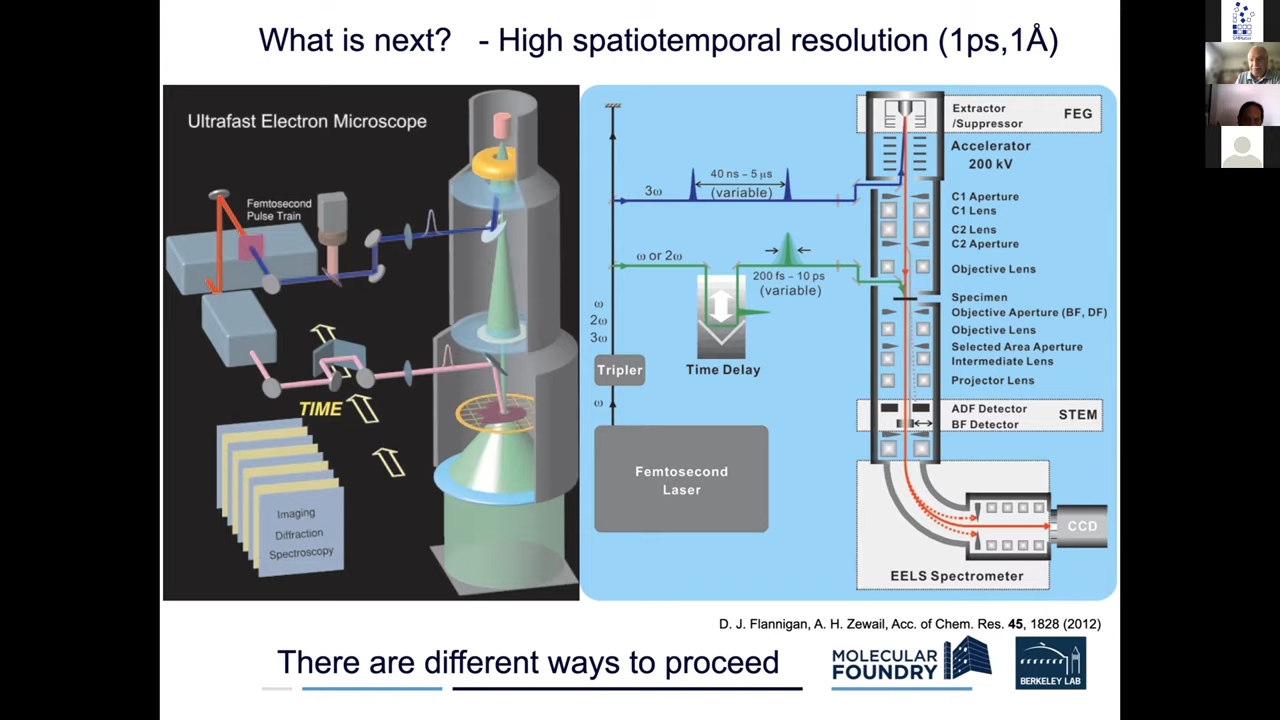 What is next? - High spatiotemporal resolution (1ps,1Å)
Ultrafast Electron Microscope
Femtosecond
Pulse Train
TIME
Imaging
Diffraction
Spectroscopy
3ω
40 ns – 5 µs
(variable)
ω or 2ω
200 fs – 10 ps
(variable)
ω
2ω
3ω
Tripler
Time Delay
ω
Femtosecond
Laser
Extractor
/Suppressor
FEG
Accelerator
200 kV
C1 Aperture
C1 Lens
C2 Lens
C2 Aperture
Objective Lens
Specimen
Objective Aperture (BF, DF)
Objective Lens
Selected Area Aperture
Intermediate Lens
Projector Lens
ADF Detector
BF Detector
STEM
CCD
EELS Spectrometer
D. J. Flannigan, A. H. Zewail, Acc. of Chem. Res. 45, 1828 (2012)
There are different ways to proceed
MOLECULAR
FOUNDRY
BERKELEY LAB